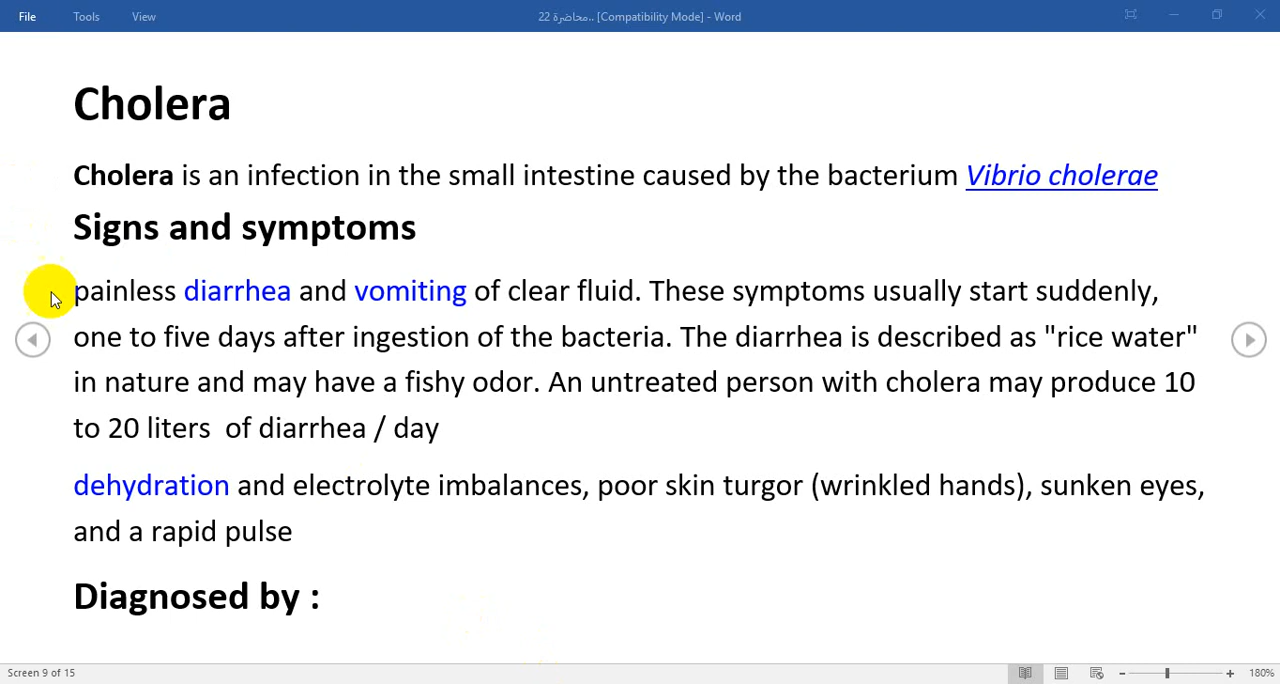 File Tools View محاضرة 22.. [Compatibility Mode] - Word
Cholera
Cholera is an infection in the small intestine caused by the bacterium Vibrio cholerae
Signs and symptoms
painless diarrhea and vomiting of clear fluid. These symptoms usually start suddenly,
one to five days after ingestion of the bacteria. The diarrhea is described as "rice water"
in nature and may have a fishy odor. An untreated person with cholera may produce 10
to 20 liters of diarrhea / day
dehydration and electrolyte imbalances, poor skin turgor (wrinkled hands), sunken eyes,
and a rapid pulse
Diagnosed by :
Screen 9 of 15 180%